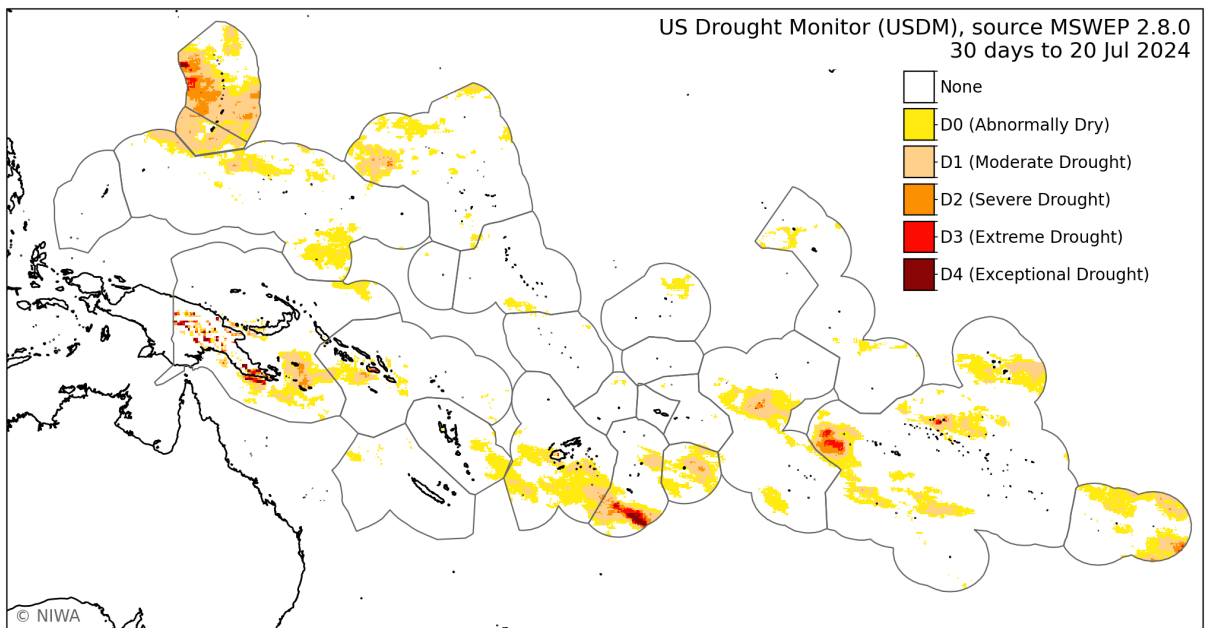 US Drought Monitor (USDM), source MSWEP 2.8.0
30 days to 20 Jul 2024
None
D0 (Abnormally Dry)
D1 (Moderate Drought)
D2 (Severe Drought)
D3 (Extreme Drought)
D4 (Exceptional Drought)
© NIWA